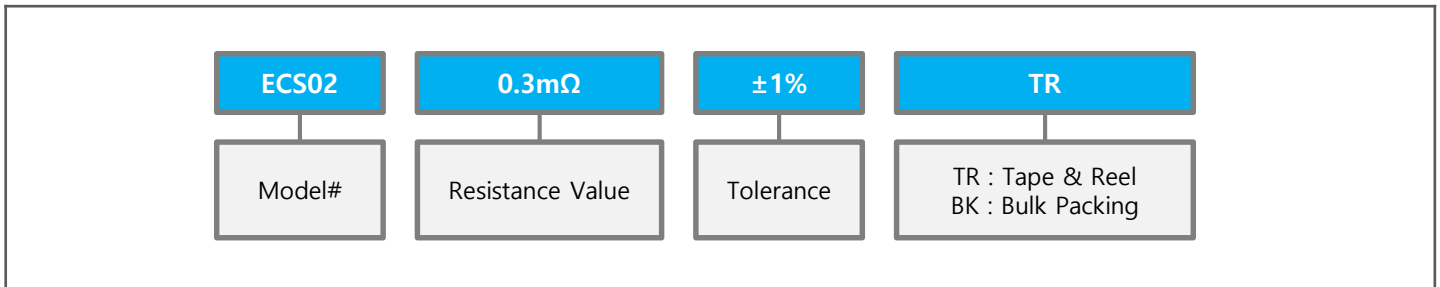 ECS02
0.3mΩ
±1%
TR
Model#
Resistance Value
Tolerance
TR : Tape & Reel
BK : Bulk Packing